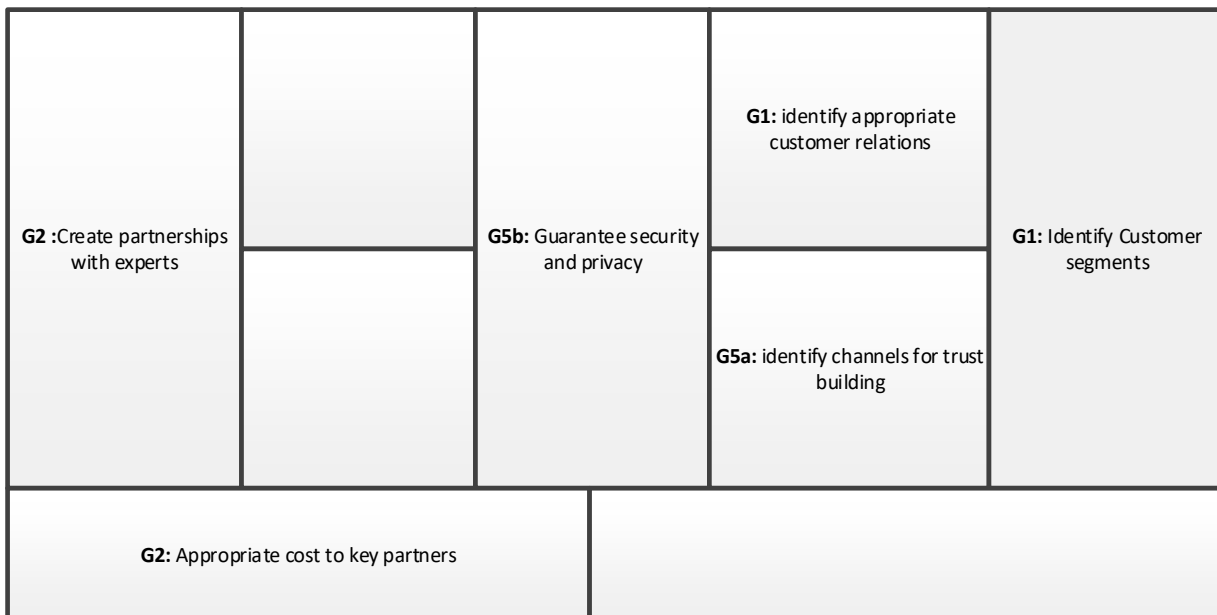 G1: identify appropriate
customer relations
G2 :Create partnerships
with experts
G5b: Guarantee security
and privacy
G1: Identify Customer
segments
G5a: identify channels for trust
building
G2: Appropriate cost to key partners